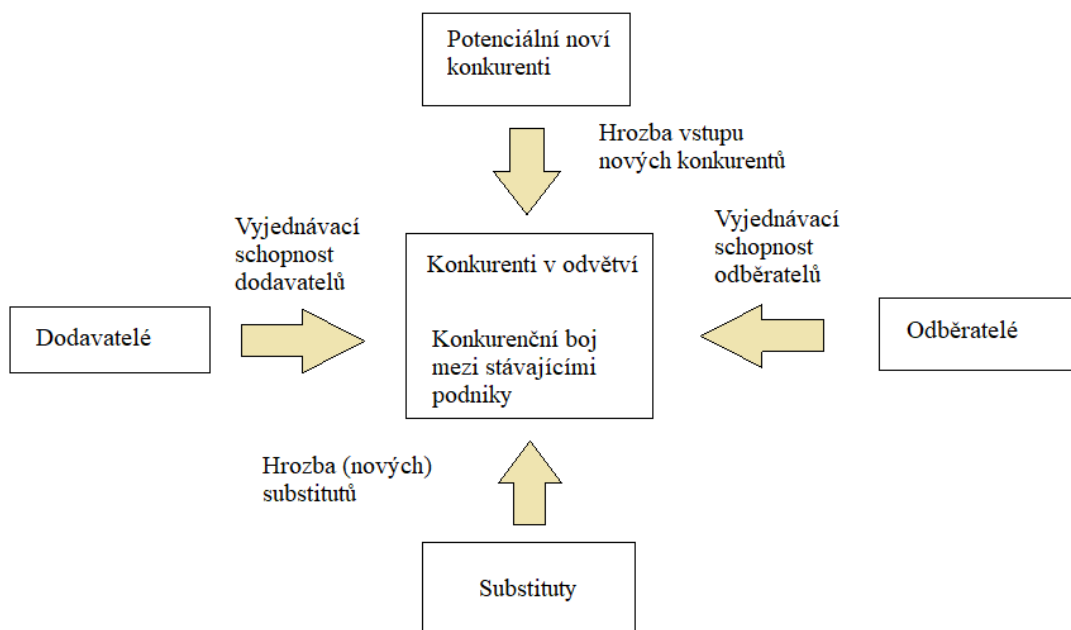 Potenciální noví
konkurenti
Hrozba vstupu
nových konkurentů
Vyjednávací
schopnost
dodavatelů
Vyjednávací
schopnost
odběratelů
Konkurenti v odvětví
Dodavatelé
Konkurenční boj
mezi stávajícími
podniky
Odběratelé
Hrozba (nových)
substitutů
Substituty